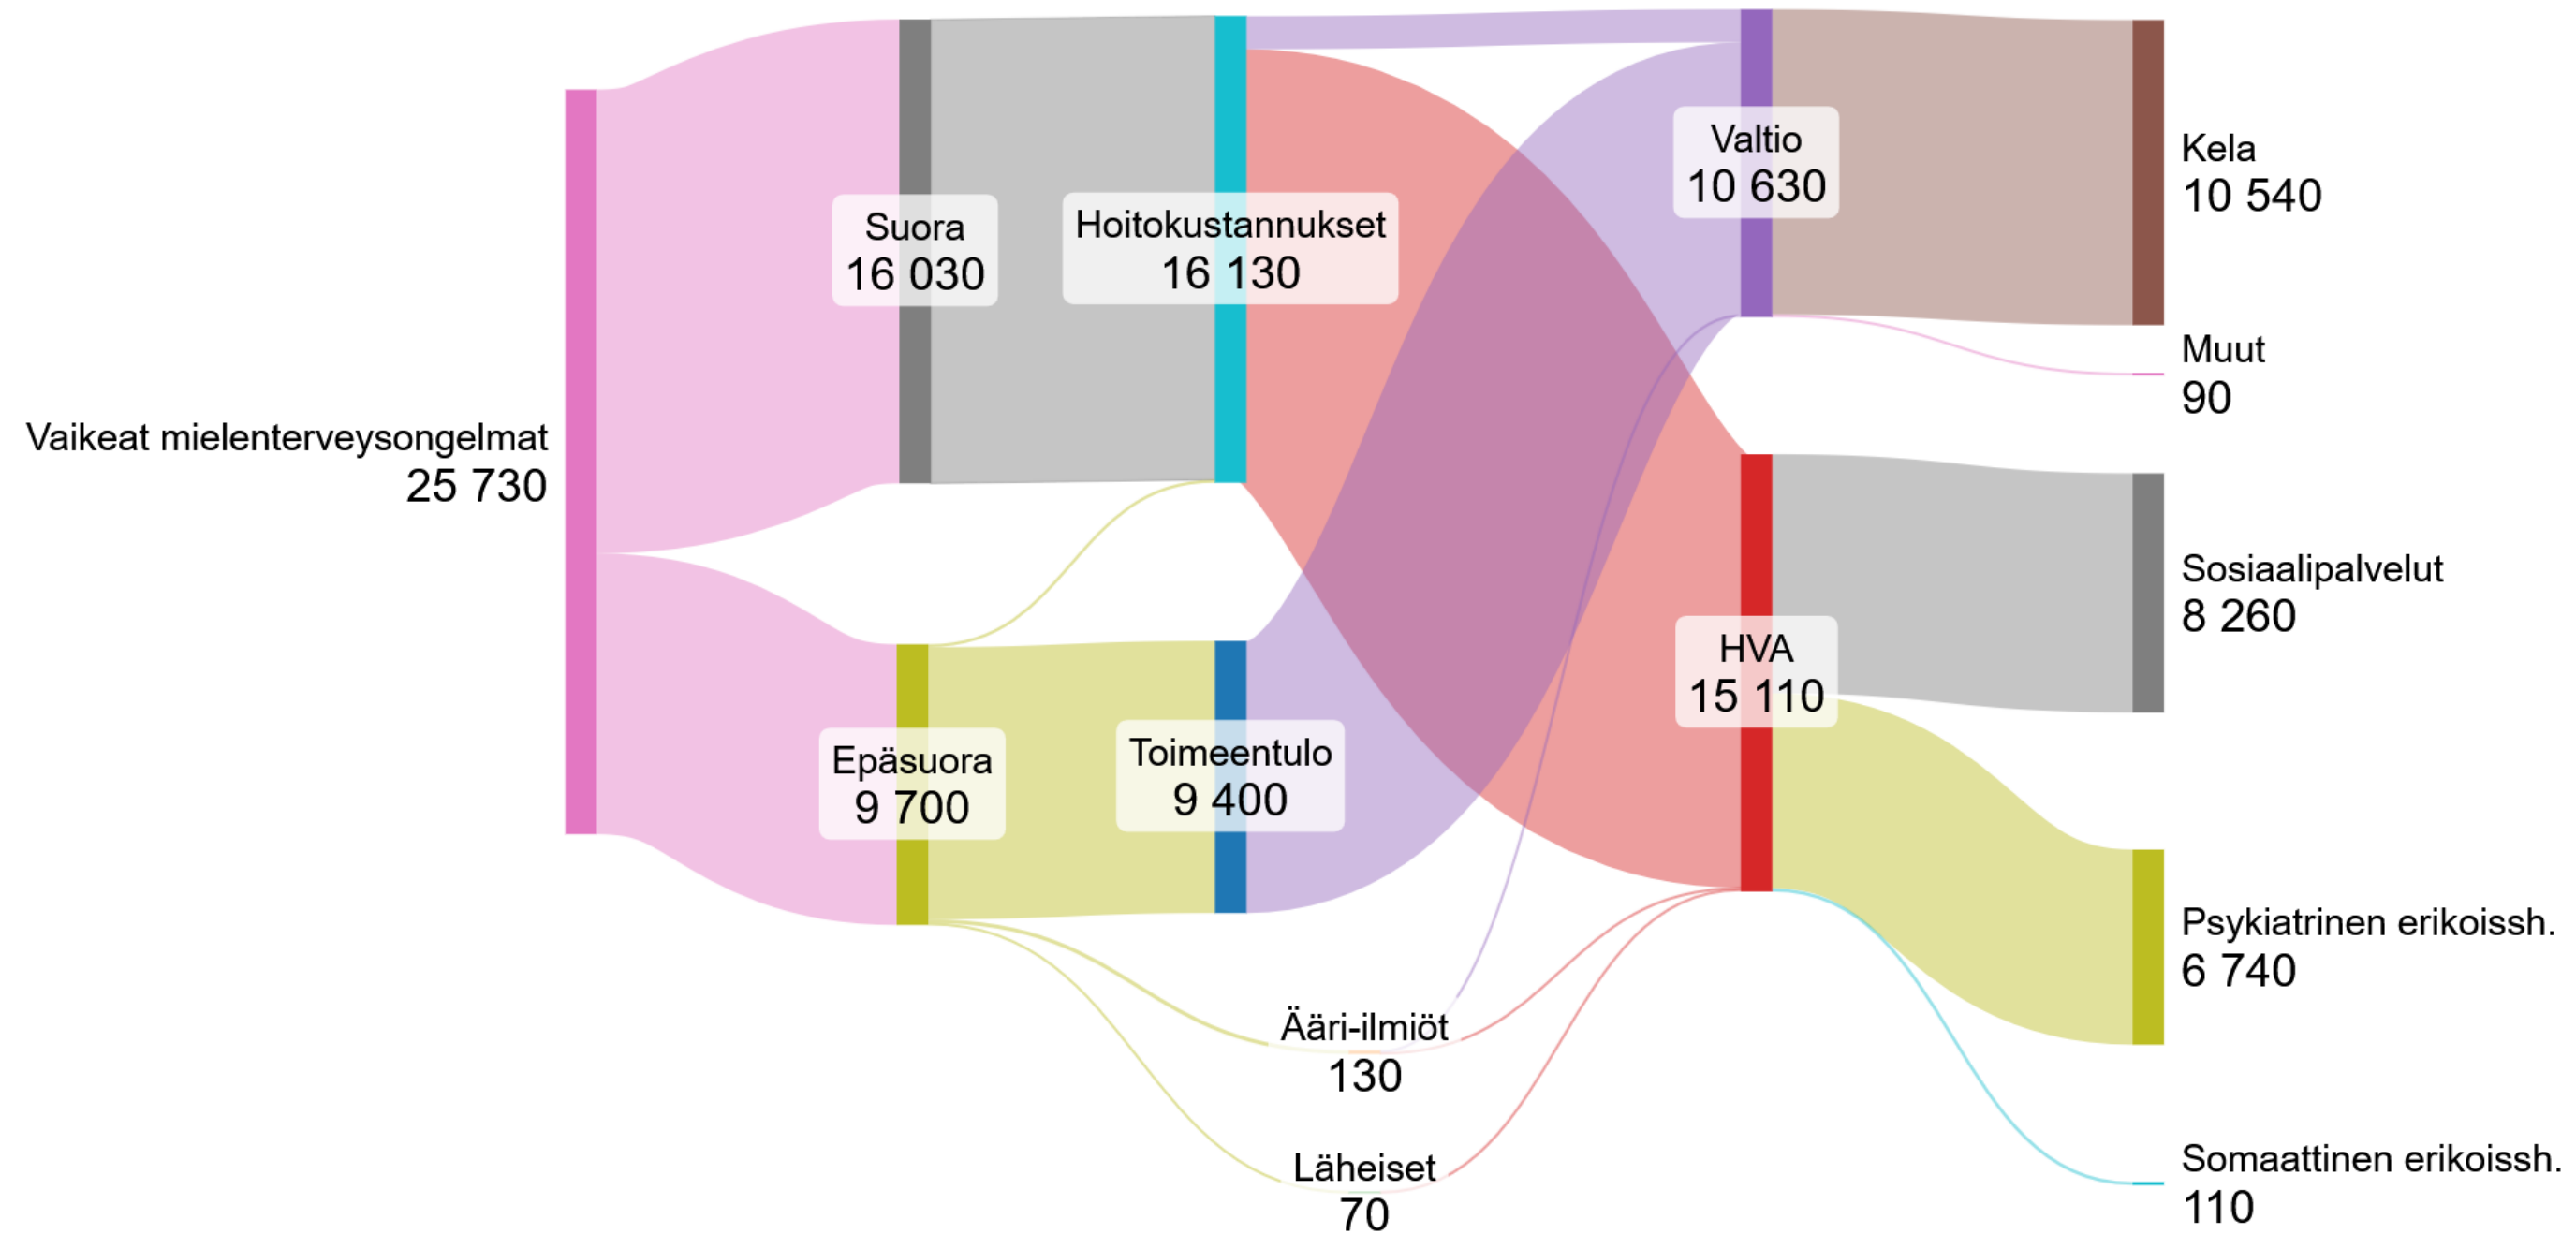 Vaikeat mielenterveysongelmat
25 730
Suora
16 030
Epäsuora
9 700
Hoitokustannukset
16 130
Toimeentulo
9 400
Ääri-ilmiöt
130
Läheiset
70
Valtio
10 630
HVA
15 110
Kela
10 540
Muut
90
Sosiaalipalvelut
8 260
Psykiatrinen erikoissh.
6 740
Somaattinen erikoissh.
110